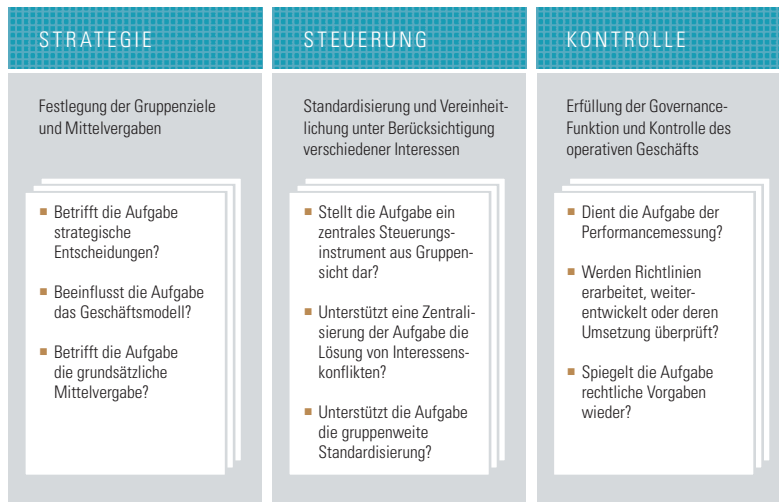 STRATEGIE
Festlegung der Gruppenziele
und Mittelvergaben
■ Betrifft die Aufgabe
strategische
Entscheidungen?
■ Beeinflusst die Aufgabe
das Geschäftsmodell?
■ Betrifft die Aufgabe
die grundsätzliche
Mittelvergabe?
STEUERUNG
Standardisierung und Vereinheit-
lichung unter Berücksichtigung
verschiedener Interessen
■ Stellt die Aufgabe ein
zentrales Steuerungs-
instrument aus Gruppen-
sicht dar?
■ Unterstützt eine Zentrali-
sierung der Aufgabe die
Lösung von Interessens-
konflikten?
■ Unterstützt die Aufgabe
die gruppenweite
Standardisierung?
KONTROLLE
Erfüllung der Governance-
Funktion und Kontrolle des
operativen Geschäfts
■ Dient die Aufgabe der
Performancemessung?
■ Werden Richtlinien
erarbeitet, weiter-
entwickelt oder deren
Umsetzung überprüft?
■ Spiegelt die Aufgabe
rechtliche Vorgaben
wieder?